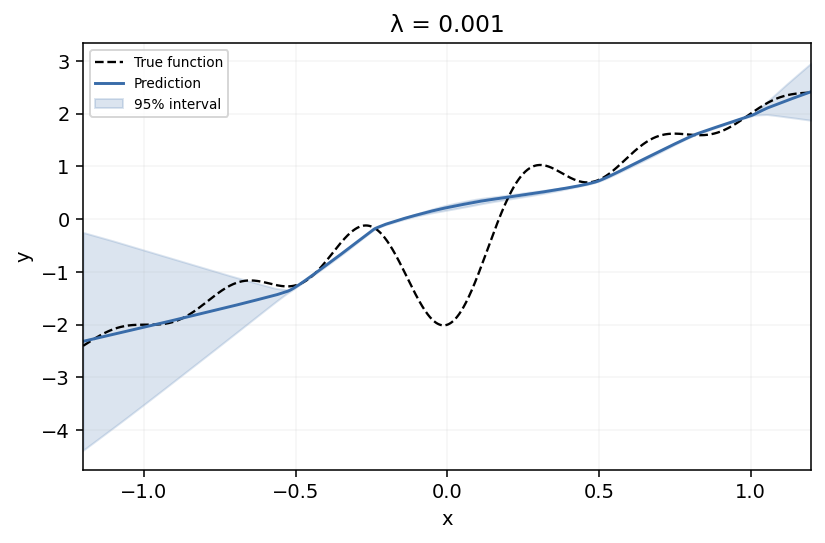 λ = 0.001
True function
Prediction
95% interval
y
3
2
1
0
−1
−2
−3
−4
−1.0 −0.5 0.0 0.5 1.0
x